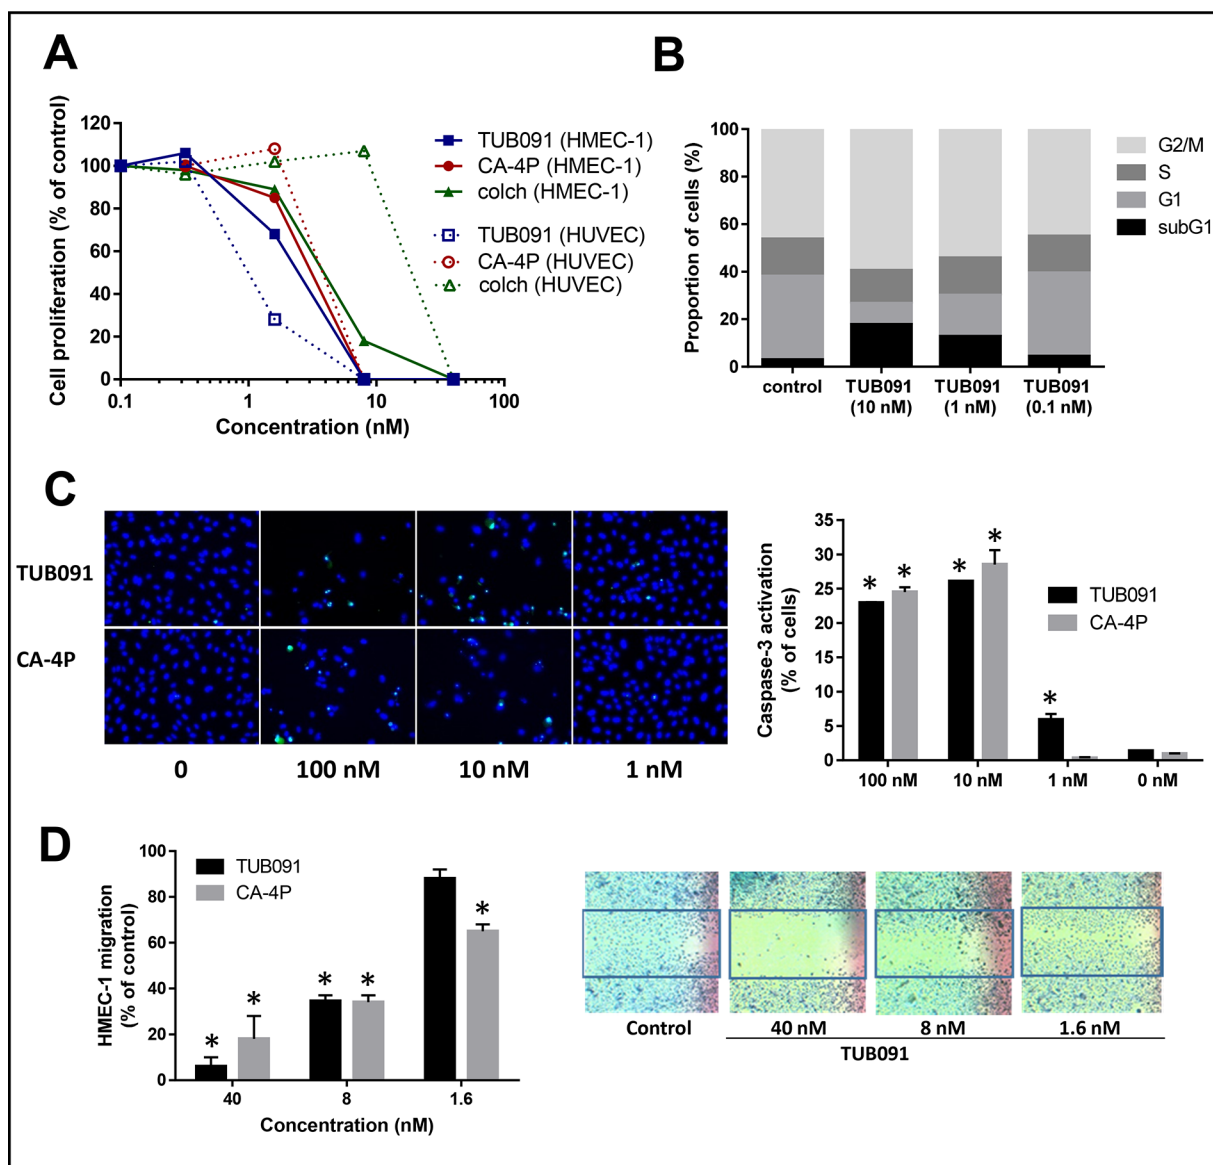 A
Cell proliferation (% of control)
120
100
80
60
40
20
0
0.1
1
10
100
Concentration (nM)
TUB091 (HMEC-1)
CA-4P (HMEC-1)
colch (HMEC-1)
TUB091 (HUVEC)
CA-4P (HUVEC)
colch (HUVEC)
B
Proportion of cells (%)
100
80
60
40
20
0
control
TUB091
(10 nM)
TUB091
(1 nM)
TUB091
(0.1 nM)
G2/M
S
G1
subG1
C
TUB091
CA-4P
0
100 nM
10 nM
1 nM
Caspase-3 activation
(% of cells)
35
30
25
20
15
10
5
0
* * * * *
TUB091
CA-4P
100 nM
10 nM
1 nM
0 nM
D
HMEC-1 migration
(% of control)
100
80
60
40
20
0
TUB091
CA-4P
* * * * *
40
8
1.6
Concentration (nM)
Control
40 nM
8 nM
1.6 nM
TUB091